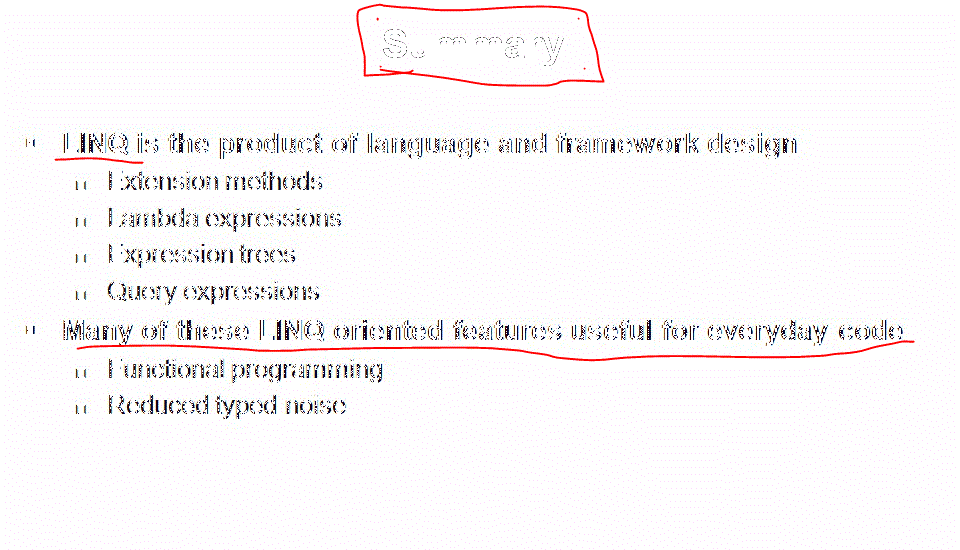 Summary
LINQ is the product of language and framework design
Extension methods
Lambda expressions
Expression trees
Query expressions
Many of these LINQ oriented features useful for everyday code
Functional programming
Reduced typed noise